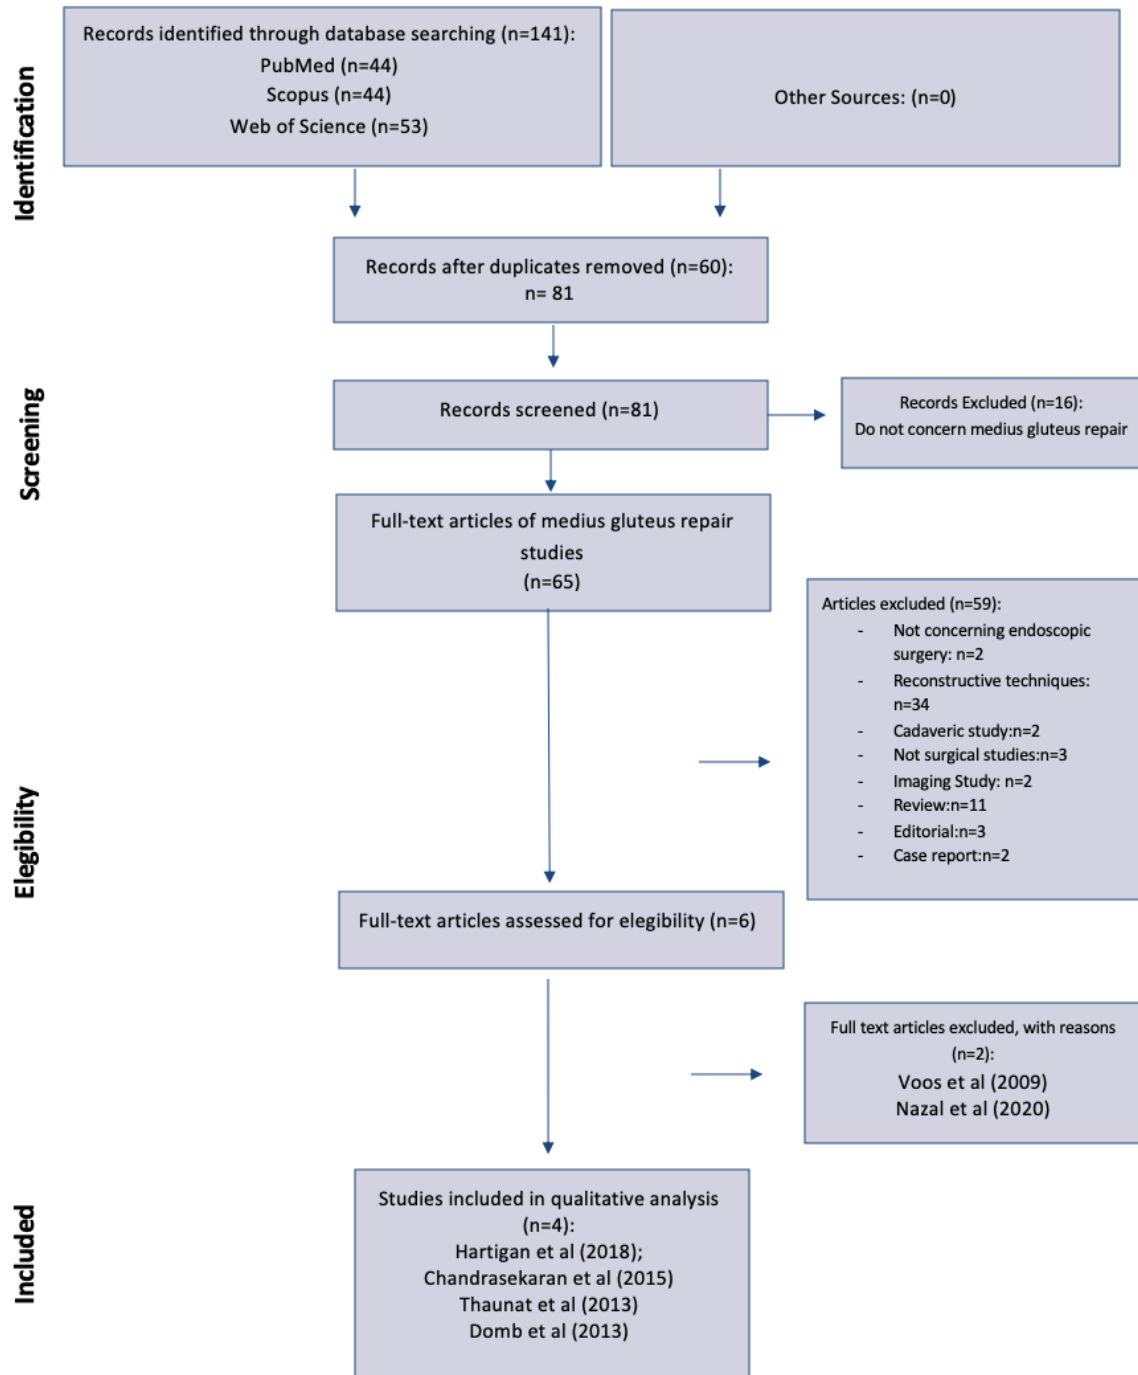 Identification
Records identified through database searching (n=141):
PubMed (n=44)
Scopus (n=44)
Web of Science (n=53)
Other Sources: (n=0)
Records after duplicates removed (n=60):
n= 81
Screening
Records screened (n=81)
Records Excluded (n=16):
Do not concern medius gluteus repair
Full-text articles of medius gluteus repair
studies
(n=65)
Elegibility
Articles excluded (n=59):
- Not concerning endoscopic
surgery: n=2
- Reconstructive techniques:
n=34
- Cadaveric study:n=2
- Not surgical studies:n=3
- Imaging Study: n=2
- Review:n=11
- Editorial:n=3
- Case report:n=2
Full-text articles assessed for elegibility (n=6)
Full text articles excluded, with reasons
(n=2):
Voos et al (2009)
Nazal et al (2020)
Included
Studies included in qualitative analysis
(n=4):
Hartigan et al (2018);
Chandrasekaran et al (2015)
Thaunat et al (2013)
Domb et al (2013)